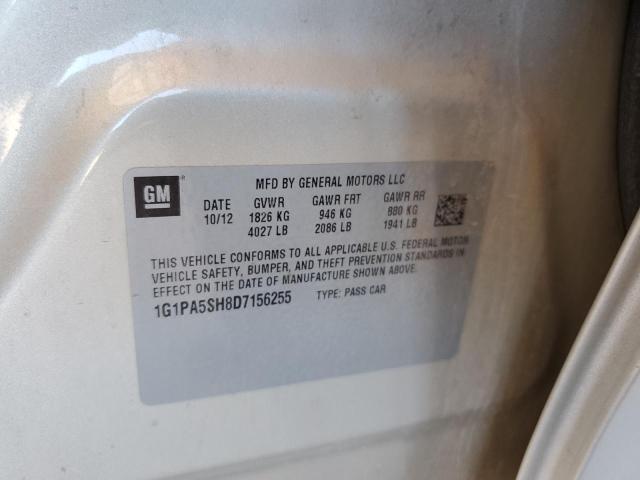 GM
MFD BY GENERAL MOTORS LLC
DATE GVWR GAWR FRT GAWR RR
10/12 1826 KG 946 KG 880 KG
4027 LB 2086 LB 1941 LB
THIS VEHICLE CONFORMS TO ALL APPLICABLE U.S. FEDERAL MOTOR
VEHICLE SAFETY, BUMPER, AND THEFT PREVENTION STANDARDS IN
EFFECT ON THE DATE OF MANUFACTURE SHOWN ABOVE.
1G1PA5SH8D7156255 TYPE: PASS CAR